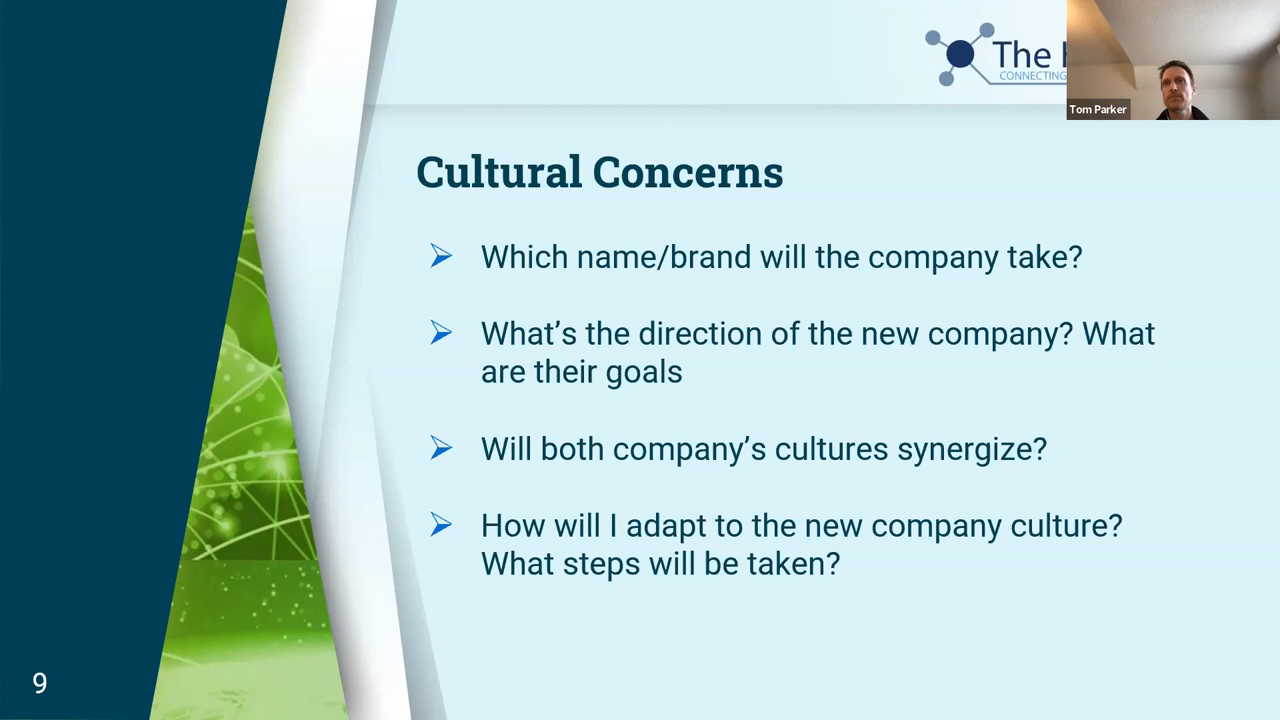 The
CONNECTING
Tom Parker
Cultural Concerns
Which name/brand will the company take?
What’s the direction of the new company? What
are their goals
Will both company’s cultures synergize?
How will I adapt to the new company culture?
What steps will be taken?
9